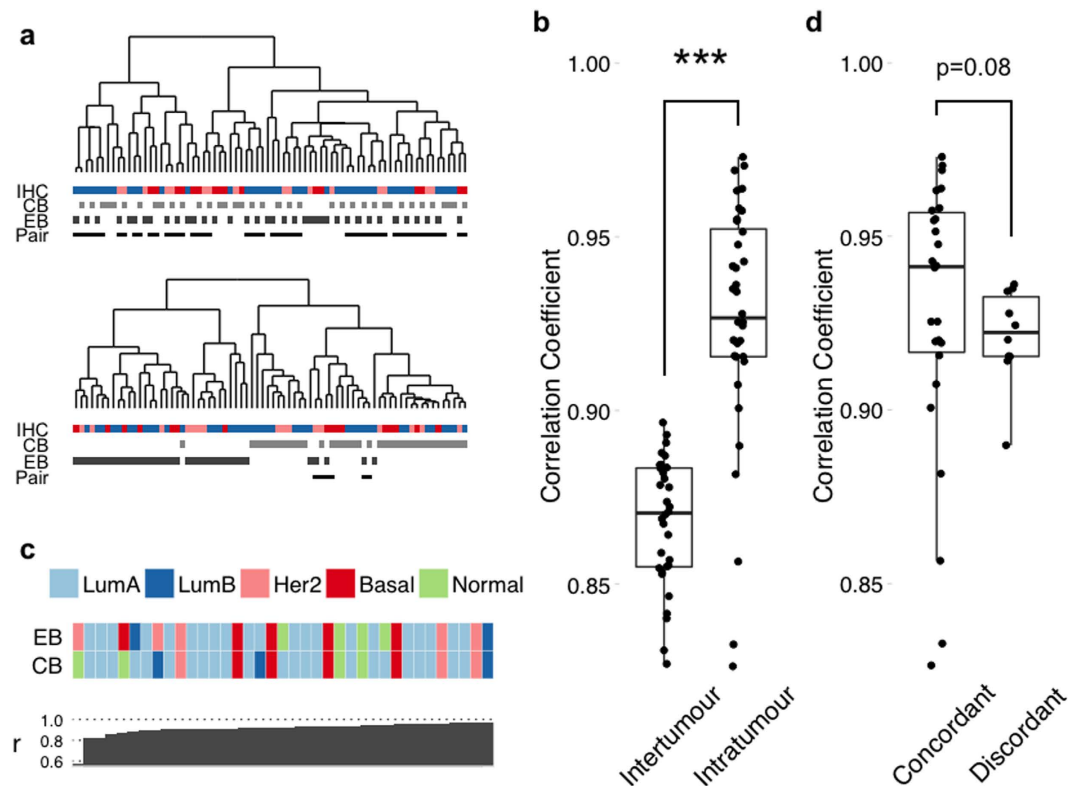 a
IHC
CB
EB
Pair
IHC
CB
EB
Pair
c
LumA LumB Her2 Basal Normal
EB
CB
r
1.0
0.8
0.6
b
***
Correlation Coefficient
1.00
0.95
0.90
0.85
Intertumour
Intratumour
d
p=0.08
Correlation Coefficient
1.00
0.95
0.90
0.85
Concordant
Discordant